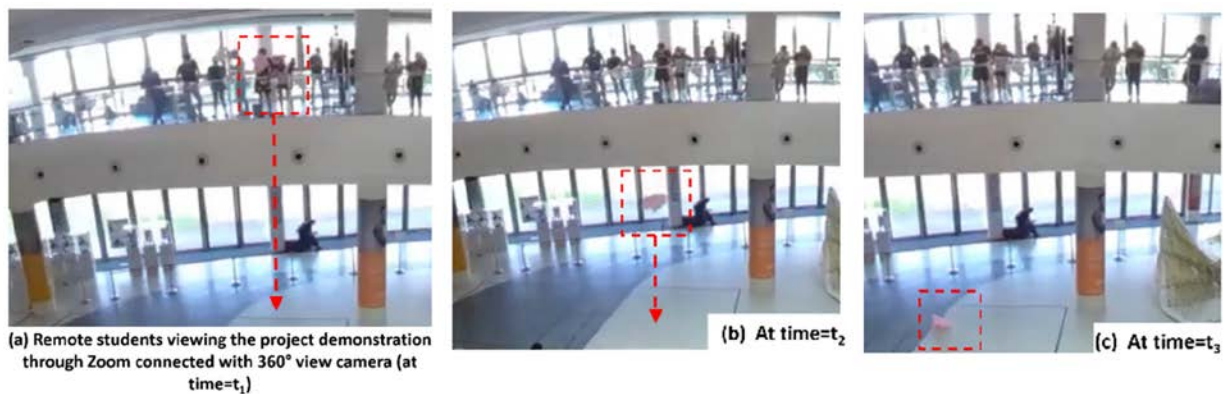 (a) Remote students viewing the project demonstration
through Zoom connected with 360° view camera (at
time=t₁)
(b) At time=t₂
(c) At time=t₃